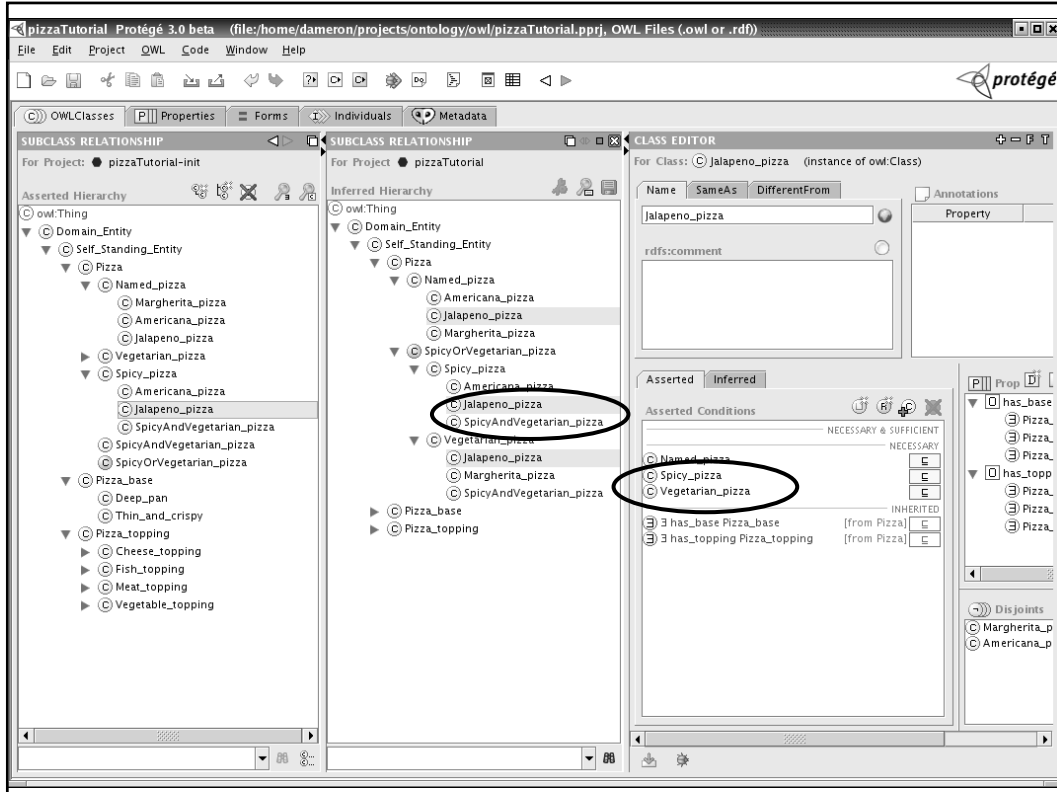 pizzaTutorial Protégé 3.0 beta (file:/home/dameron/projects/ontology/owl/pizzaTutorial.pprj, OWL Files (.owl or .rdf))
File Edit Project OWL Code Window Help
protégé
OWLClasses Properties Forms Individuals Metadata
SUBCLASS RELATIONSHIP
For Project: pizzaTutorial-init
Asserted Hierarchy
owl:Thing
Domain_Entity
Self_Standing_Entity
Pizza
Named_pizza
Margherita_pizza
Americana_pizza
Jalapeno_pizza
Vegetarian_pizza
Spicy_pizza
Americana_pizza
Jalapeno_pizza
SpicyAndVegetarian_pizza
SpicyAndVegetarian_pizza
SpicyOrVegetarian_pizza
Pizza_base
Deep_pan
Thin_and_crispy
Pizza_topping
Cheese_topping
Fish_topping
Meat_topping
Vegetable_topping
SUBCLASS RELATIONSHIP
For Project pizzaTutorial
Inferred Hierarchy
owl:Thing
Domain_Entity
Self_Standing_Entity
Pizza
Named_pizza
Americana_pizza
Jalapeno_pizza
Margherita_pizza
SpicyOrVegetarian_pizza
Spicy_pizza
Americana_pizza
Jalapeno_pizza
SpicyAndVegetarian_pizza
Vegetarian_pizza
Jalapeno_pizza
Margherita_pizza
SpicyAndVegetarian_pizza
Pizza_base
Pizza_topping
CLASS EDITOR
For Class: Jalapeno_pizza (instance of owl:Class)
Name SameAs DifferentFrom
Jalapeno_pizza
rdfs:comment
Annotations
Property
Asserted Inferred
Asserted Conditions
NECESSARY & SUFFICIENT
NECESSARY
Named_pizza ⊑
Spicy_pizza ⊑
Vegetarian_pizza ⊑
INHERITED
∃ has_base Pizza_base [from Pizza] ⊑
∃ has_topping Pizza_topping [from Pizza] ⊑
Prop
has_base
Pizza_
Pizza_
Pizza_
has_topp
Pizza_
Pizza_
Pizza_
Disjoints
Margherita_p
Americana_p